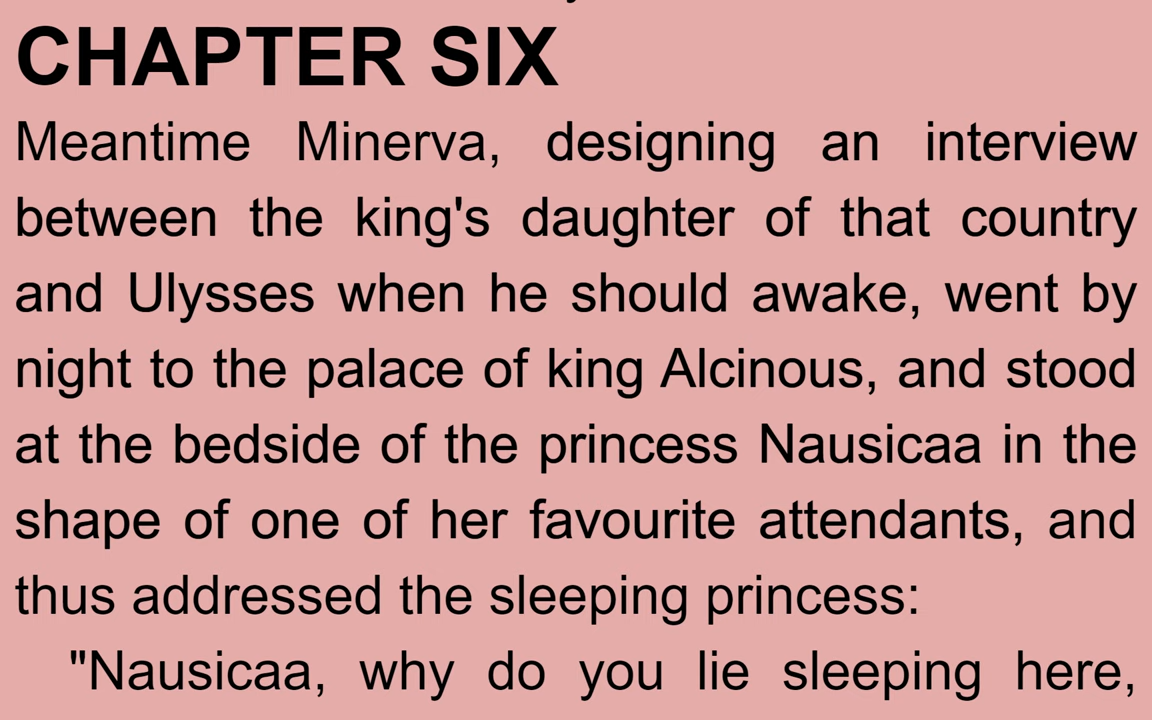 CHAPTER SIX
Meantime Minerva, designing an interview
between the king's daughter of that country
and Ulysses when he should awake, went by
night to the palace of king Alcinous, and stood
at the bedside of the princess Nausicaa in the
shape of one of her favourite attendants, and
thus addressed the sleeping princess:
"Nausicaa, why do you lie sleeping here,